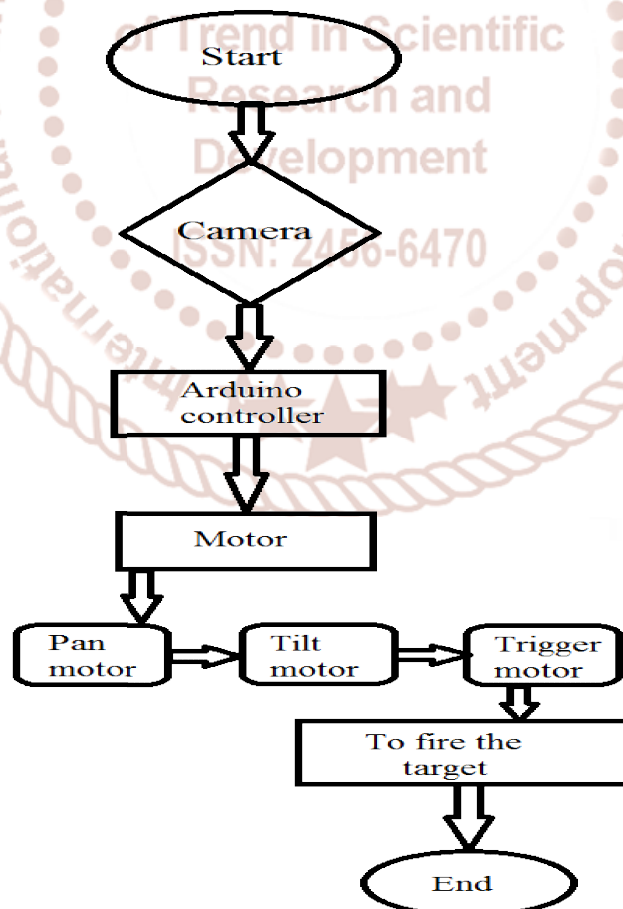 of Trend in Scientific
Start
Research and
Development
Camera
ISSN: 2456-6470
International
Arduino
controller
Motor
Pan
motor
Tilt
motor
Trigger
motor
To fire the
target
End